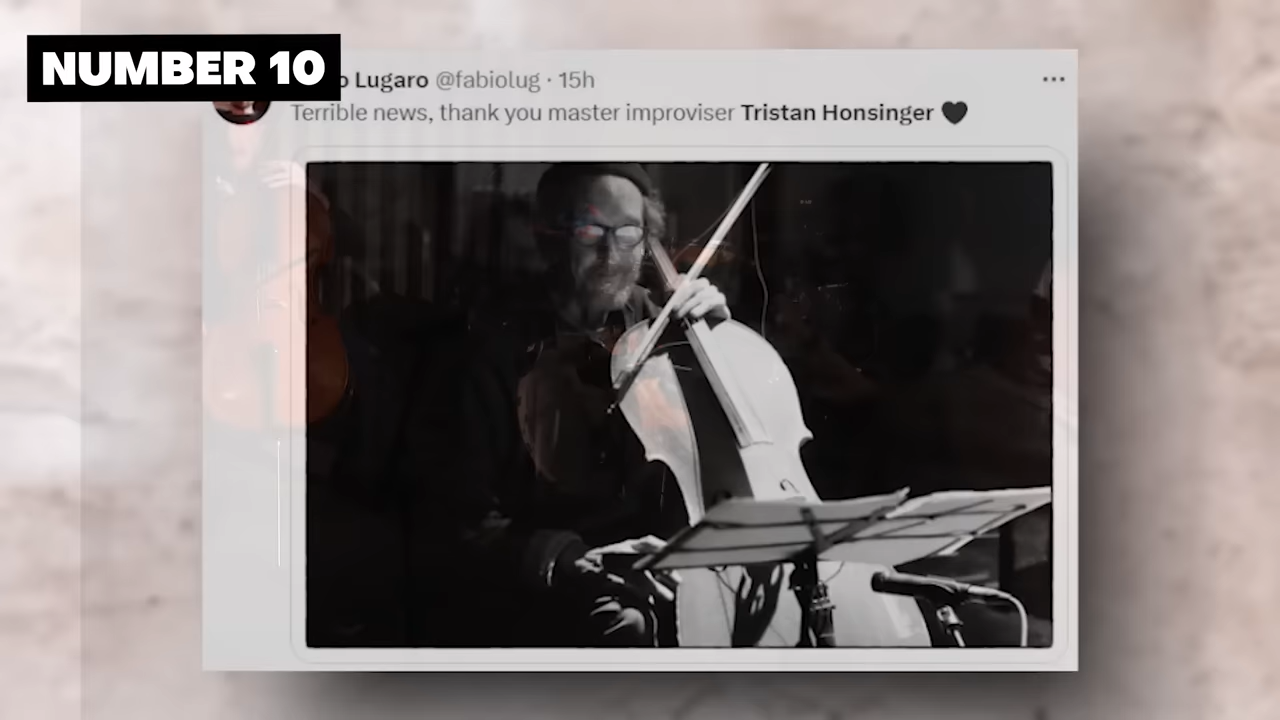 NUMBER 10
o Lugaro @fabiolug · 15h
Terrible news, thank you master improviser Tristan Honsinger 🖤